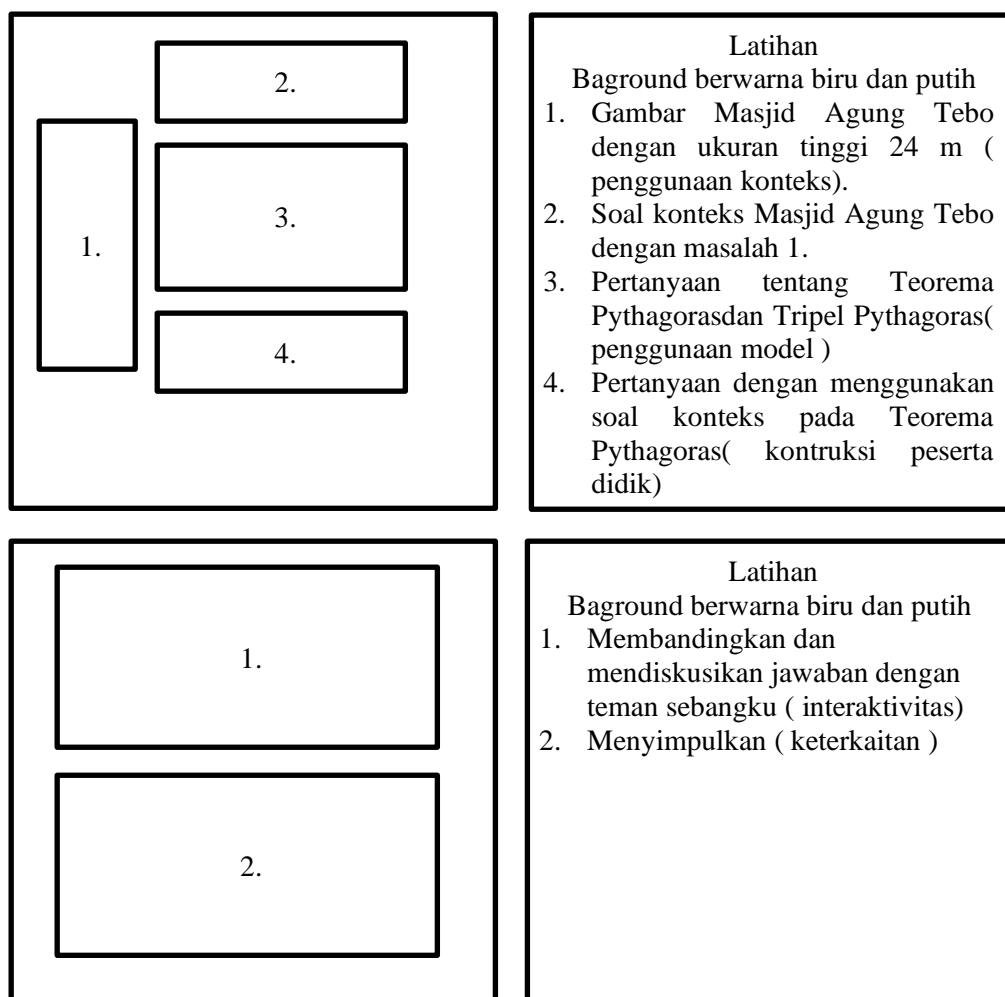 2.
1.
3.
4.
Latihan
Baground berwarna biru dan putih
1. Gambar Masjid Agung Tebo
dengan ukuran tinggi 24 m (
penggunaan konteks).
2. Soal konteks Masjid Agung Tebo
dengan masalah 1.
3. Pertanyaan tentang Teorema
Pythagorasdan Tripel Pythagoras(
penggunaan model )
4. Pertanyaan dengan menggunakan
soal konteks pada Teorema
Pythagoras( kontruksi peserta
didik)
1.
2.
Latihan
Baground berwarna biru dan putih
1. Membandingkan dan
mendiskusikan jawaban dengan
teman sebangku ( interaktivitas)
2. Menyimpulkan ( keterkaitan )